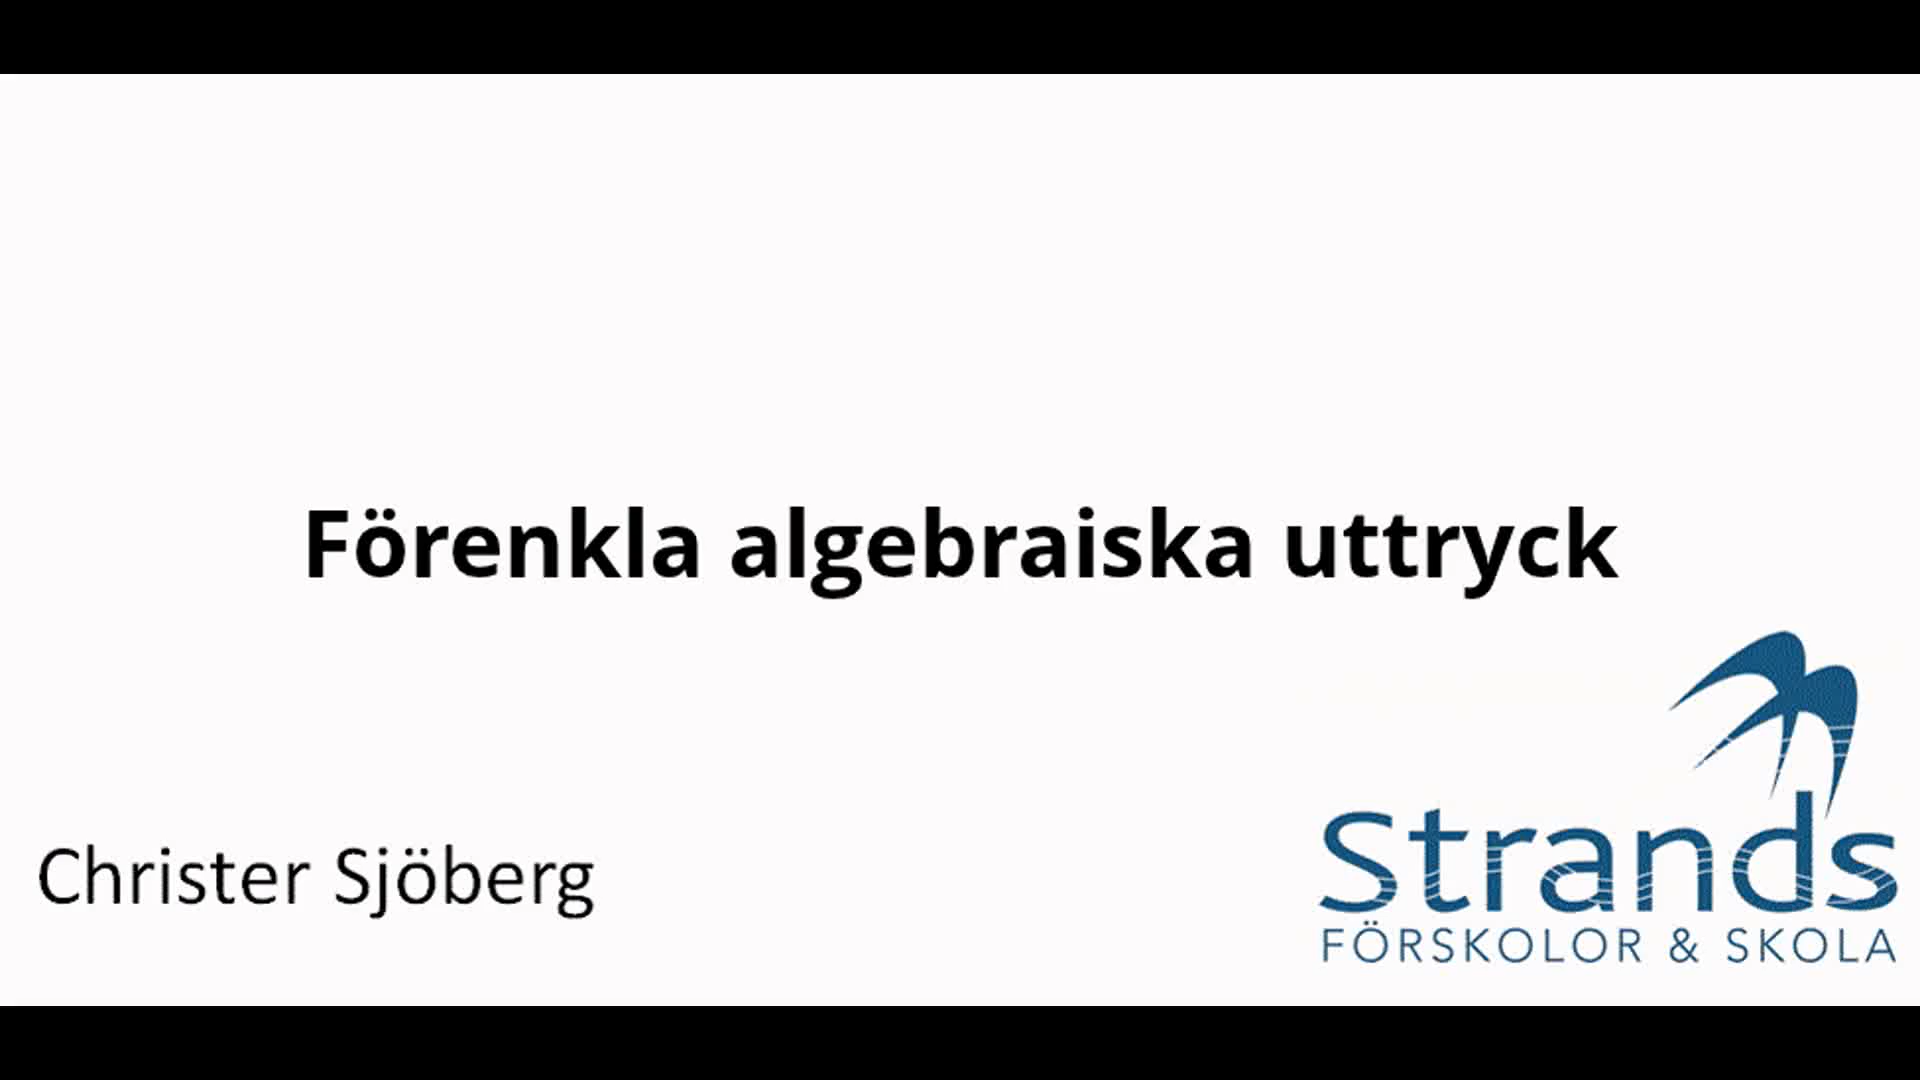 Förenkla algebraiska uttryck
Christer Sjöberg
Strands
FÖRSKOLOR & SKOLA